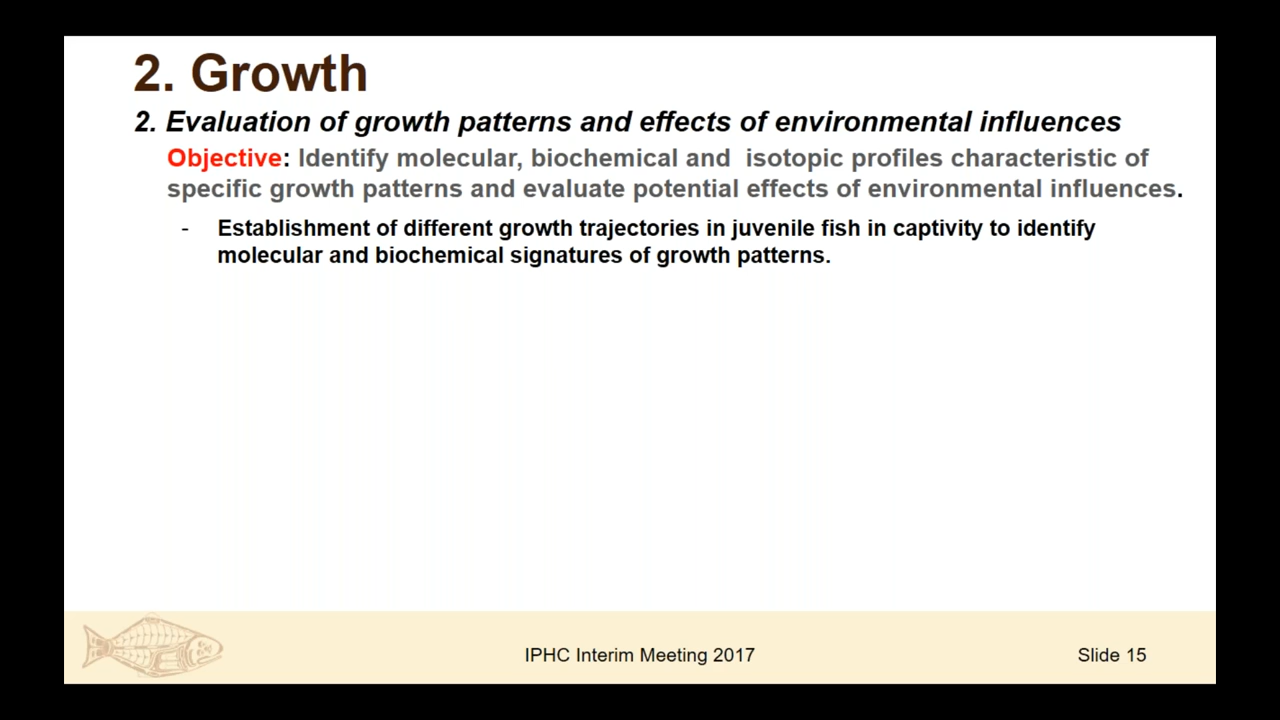 2. Growth
2. Evaluation of growth patterns and effects of environmental influences
Objective: Identify molecular, biochemical and isotopic profiles characteristic of
specific growth patterns and evaluate potential effects of environmental influences.
- Establishment of different growth trajectories in juvenile fish in captivity to identify
molecular and biochemical signatures of growth patterns.
IPHC Interim Meeting 2017
Slide 15